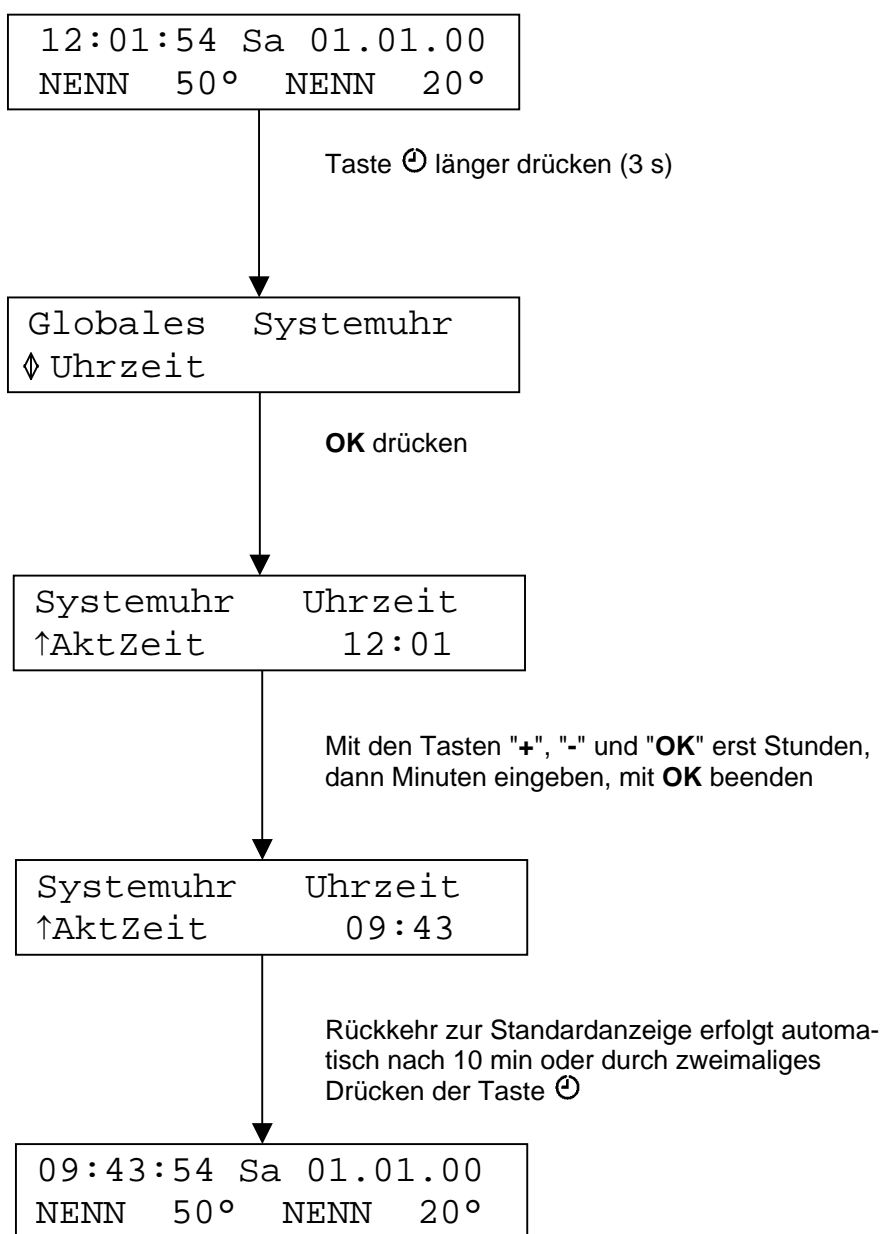 12:01:54 Sa 01.01.00
NENN 50° NENN 20°
Taste länger drücken (3 s)
Globales Systemuhr
Uhrzeit
OK drücken
Systemuhr Uhrzeit
↑AktZeit 12:01
Mit den Tasten "+", "-" und "OK" erst Stunden,
dann Minuten eingeben, mit OK beenden
Systemuhr Uhrzeit
↑AktZeit 09:43
Rückkehr zur Standardanzeige erfolgt automa-
tisch nach 10 min oder durch zweimaliges
Drücken der Taste
09:43:54 Sa 01.01.00
NENN 50° NENN 20°